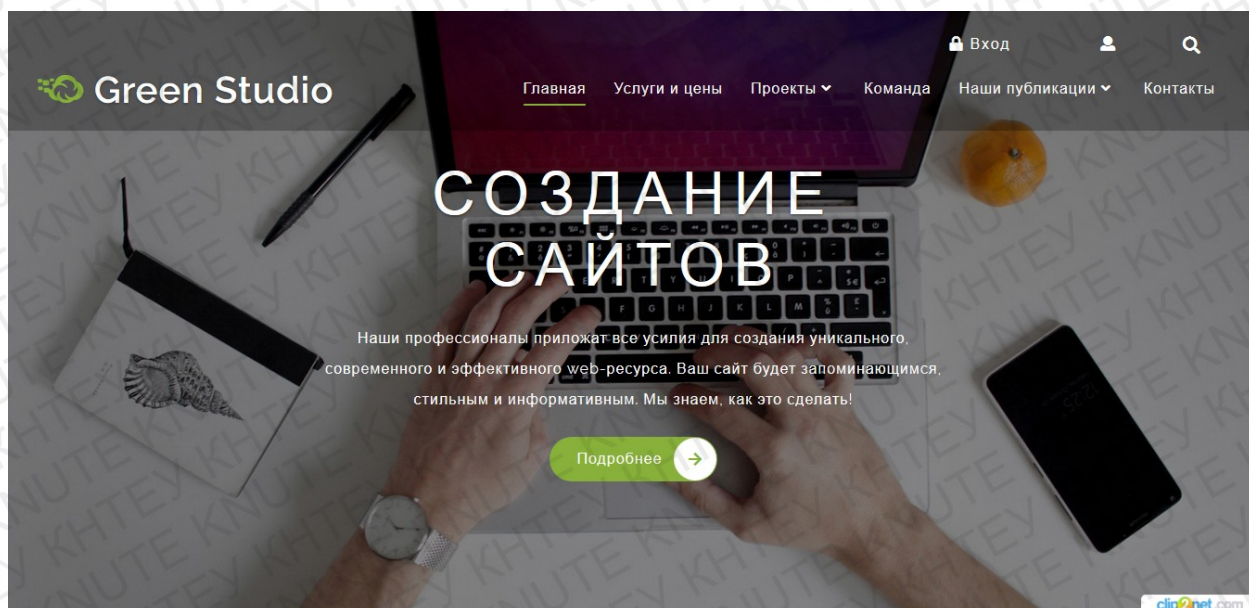 Вход
Green Studio
Главная Услуги и цены Проекты Команда Наши публикации Контакты
СОЗДАНИЕ
САЙТОВ
Наши профессионалы приложат все усилия для создания уникального,
современного и эффективного web-ресурса. Ваш сайт будет запоминающимся,
стильным и информативным. Мы знаем, как это сделать!
Подробнее
clip2net.com